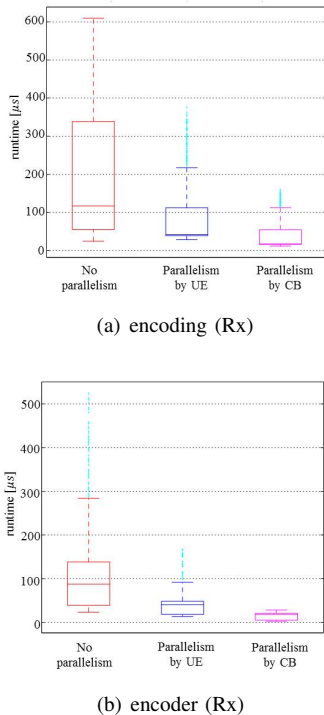 600
500
400
300
200
100
0
runtime [μs]
No parallelism
Parallelism by UE
Parallelism by CB
(a) encoding (Rx)
500
400
300
200
100
0
runtime [μs]
No parallelism
Parallelism by UE
Parallelism by CB
(b) encoder (Rx)